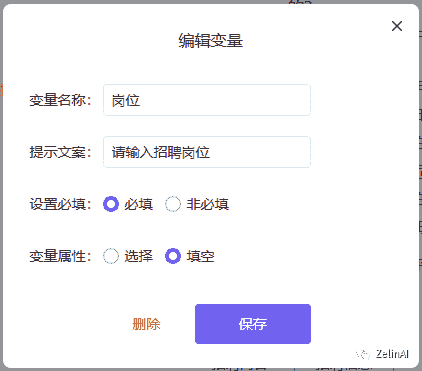 编辑变量
变量名称： 岗位
提示文案： 请输入招聘岗位
设置必填： 必填 非必填
变量属性： 选择 填空
删除 保存
ZelinAI